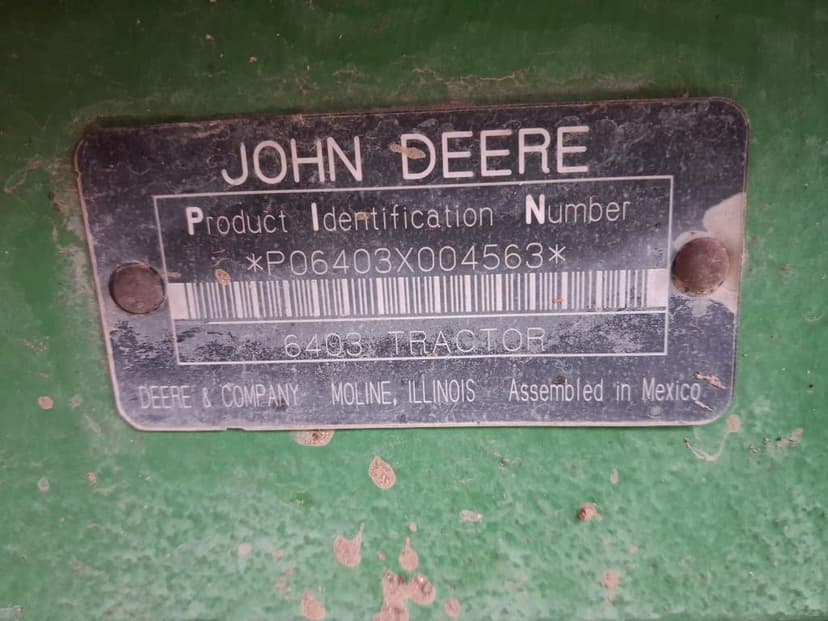 JOHN DEERE
Product Identification Number
*P06403X004563*
6403 TRACTOR
DEERE & COMPANY MOLINE, ILLINOIS Assembled in Mexico